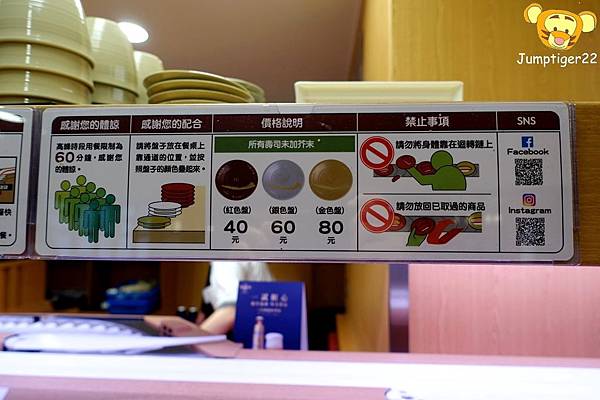 Jumptiger22
感謝您的體諒
高峰時段用餐限制為
60分鐘,感謝您
的體諒。
感謝您的配合
請將盤子放在餐桌上
靠通道的位置,並按
照盤子的顏色疊起來。
價格說明
所有壽司未加芥末
(紅色盤) (銀色盤) (金色盤)
40 60 80
元 元 元
禁止事項
請勿將身體靠在迴轉鏈上
請勿放回已取過的商品
SNS
Facebook
Instagram